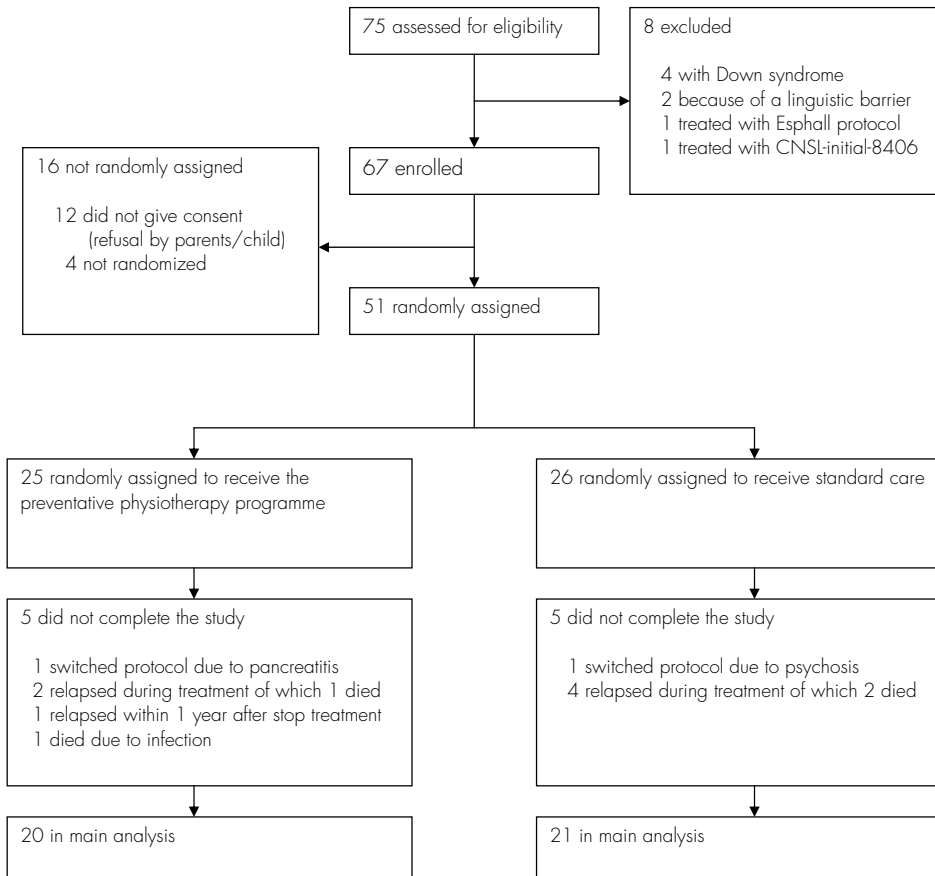 75 assessed for eligibility
8 excluded
4 with Down syndrome
2 because of a linguistic barrier
1 treated with Esphall protocol
1 treated with CNSL-initial-8406
67 enrolled
16 not randomly assigned
12 did not give consent
(refusal by parents/child)
4 not randomized
51 randomly assigned
25 randomly assigned to receive the
preventative physiotherapy programme
26 randomly assigned to receive standard care
5 did not complete the study
1 switched protocol due to pancreatitis
2 relapsed during treatment of which 1 died
1 relapsed within 1 year after stop treatment
1 died due to infection
5 did not complete the study
1 switched protocol due to psychosis
4 relapsed during treatment of which 2 died
20 in main analysis
21 in main analysis